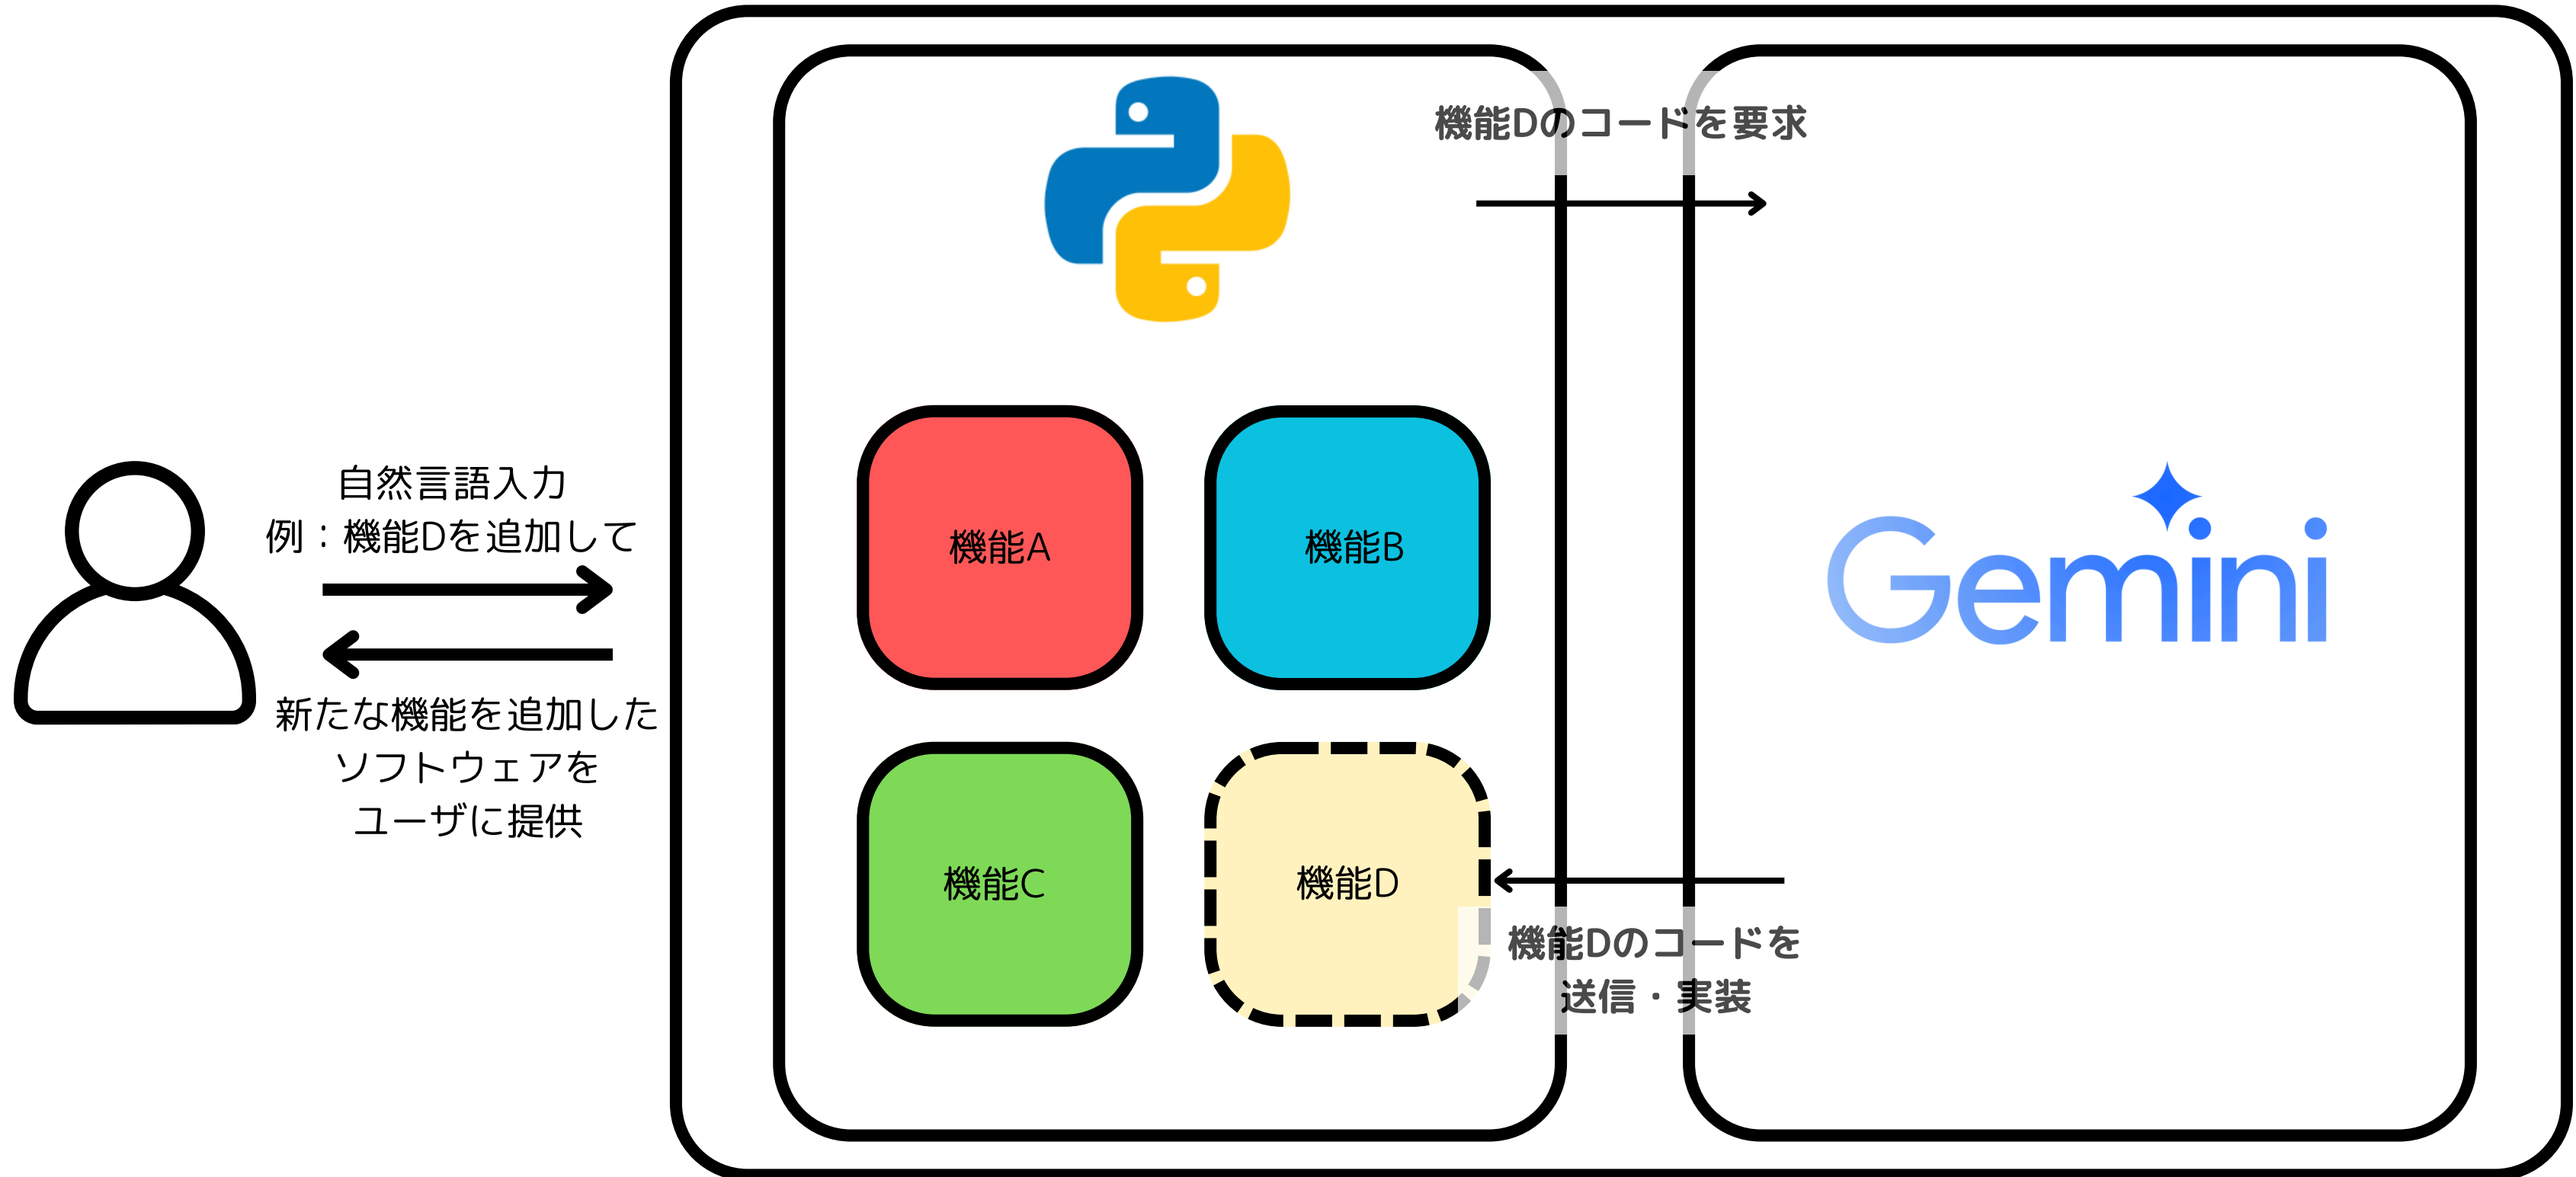 自然言語入力
例：機能Dを追加して
新たな機能を追加した
ソフトウェアを
ユーザに提供
機能Dのコードを要求
機能A
機能B
機能C
機能D
Gemini
機能Dのコードを
送信・実装